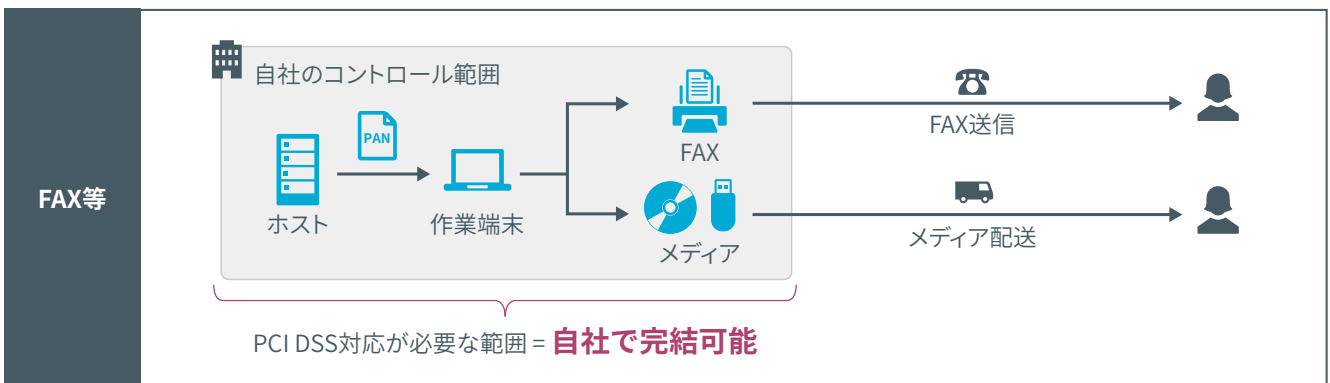 FAX等
自社のコントロール範囲
PAN
ホスト
作業端末
FAX
メディア
FAX送信
メディア配送
PCI DSS対応が必要な範囲 = 自社で完結可能